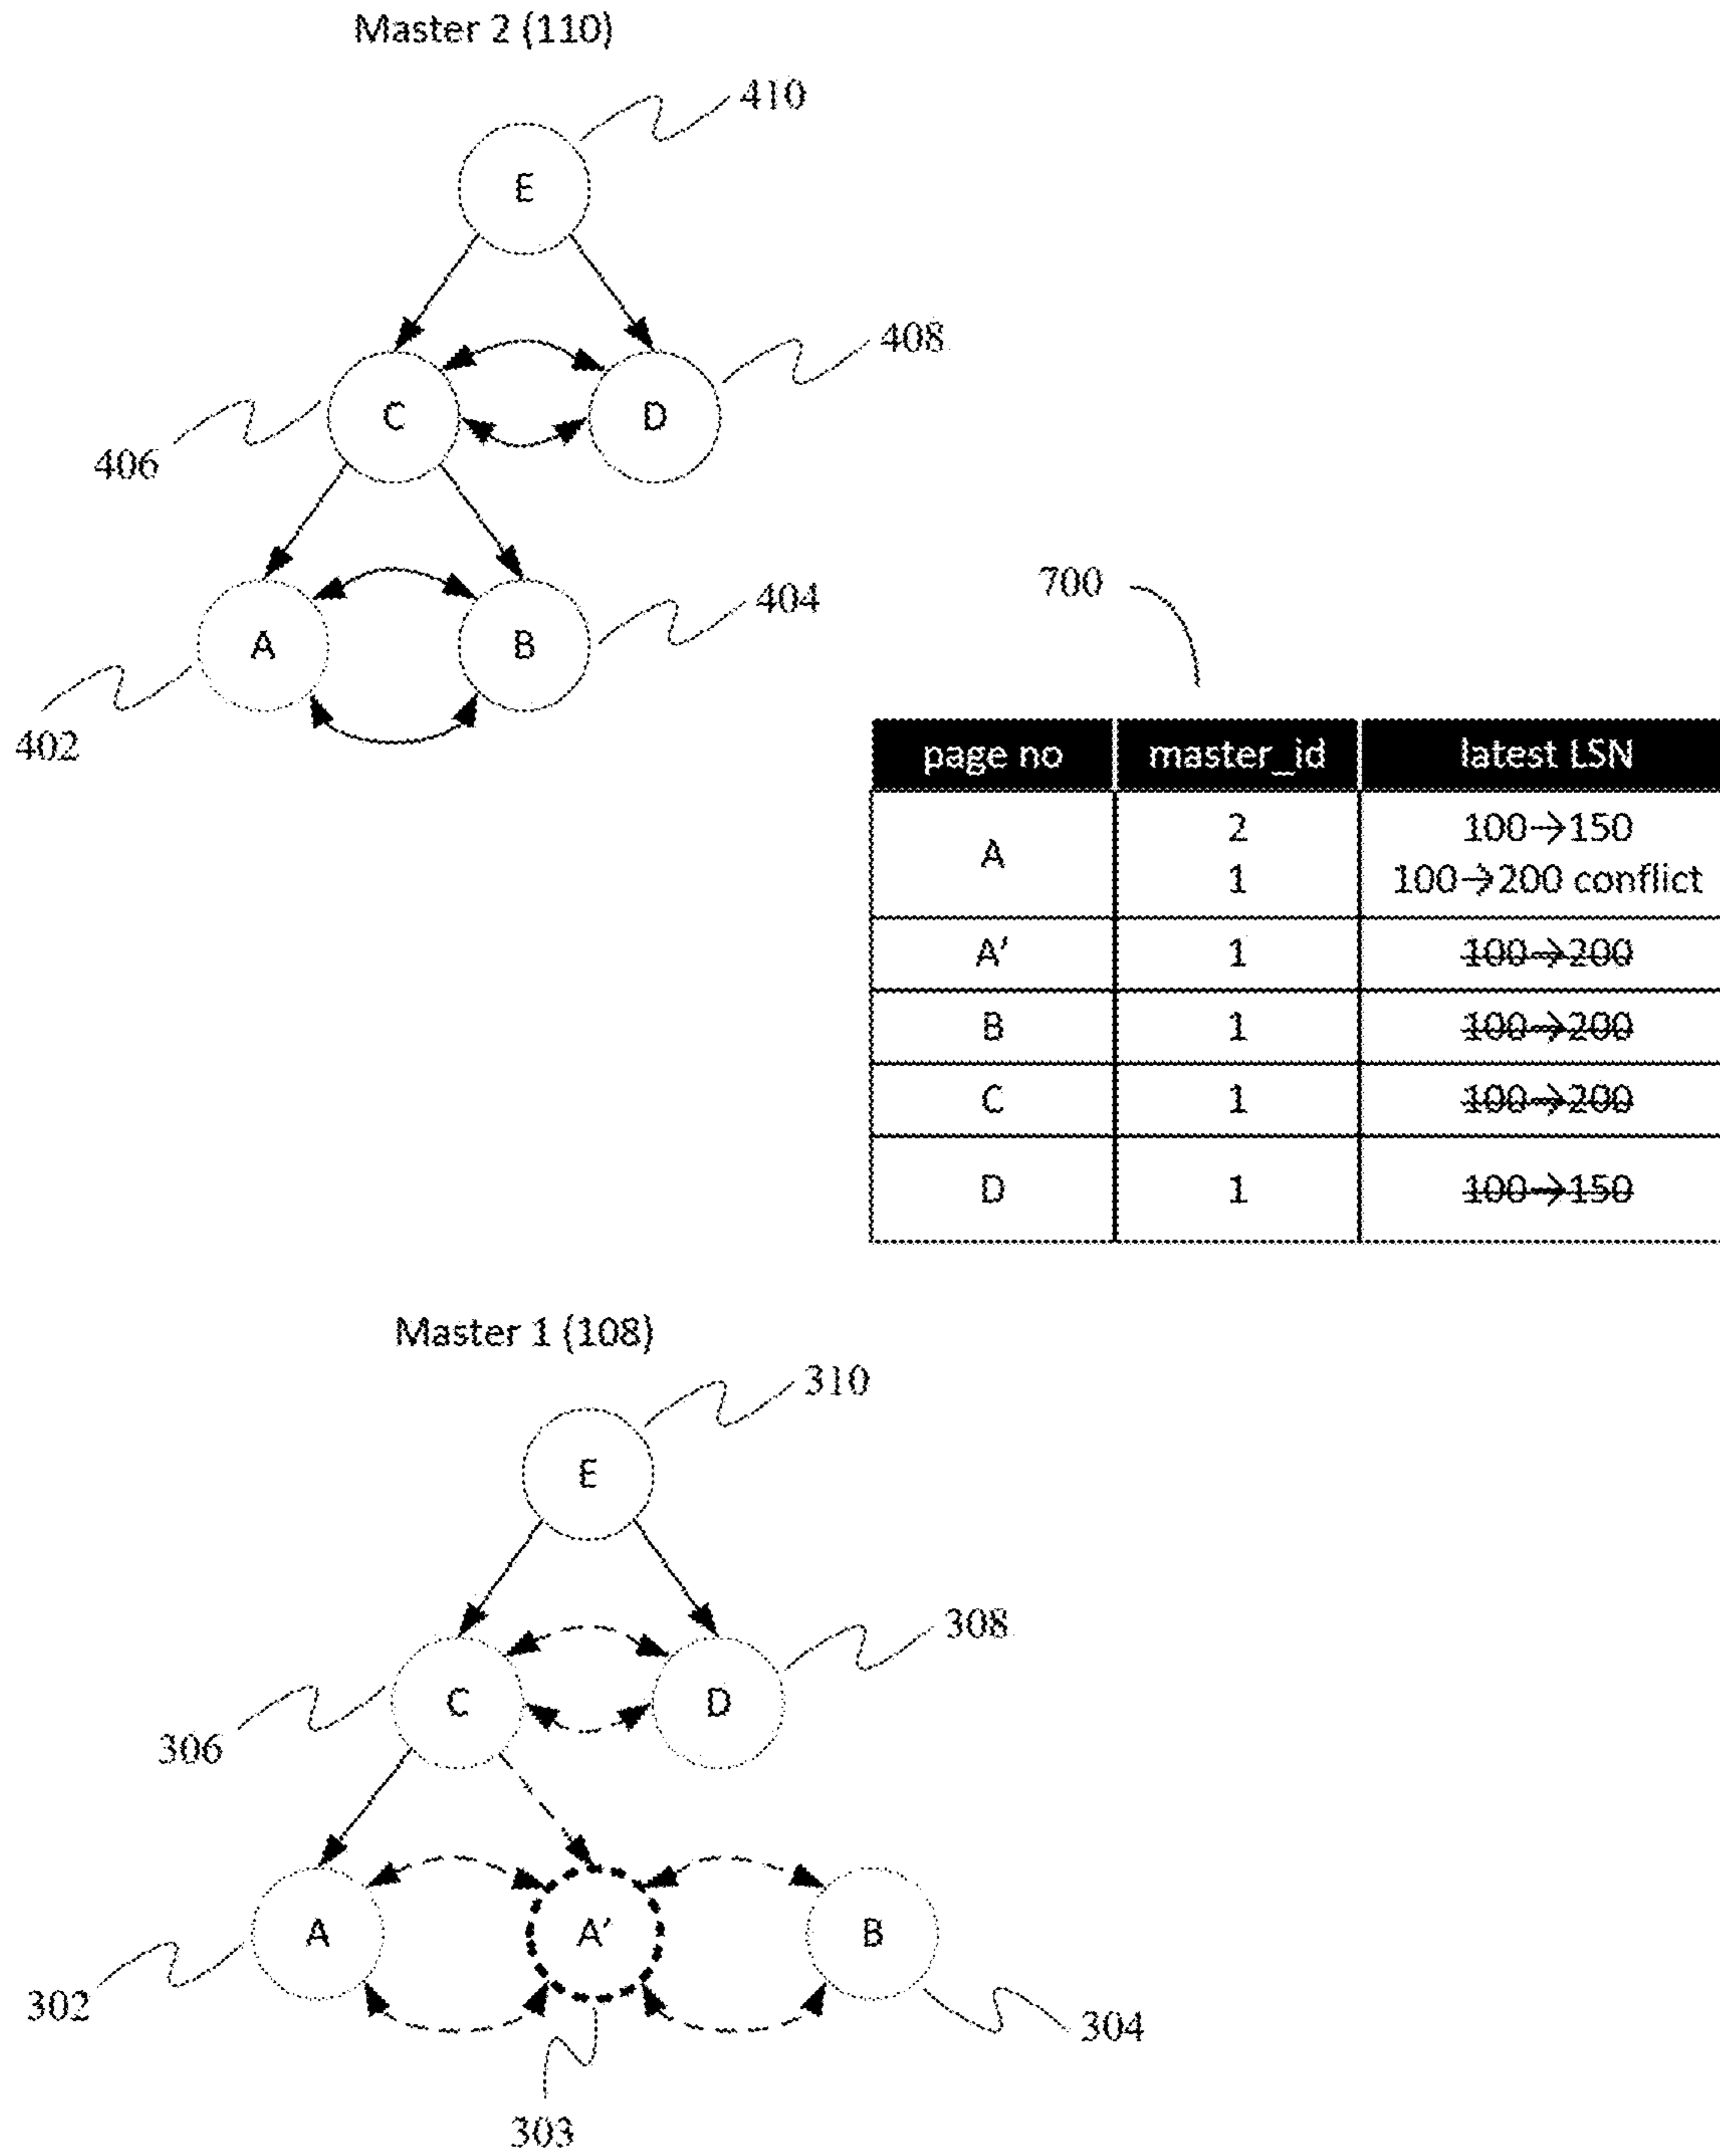 Master 2 (110)
410
E
408
C
D
406
404
A
B
402
700
page no master_id latest LSN
A 2 100→150
1 100→200 conflict
A′ 1 100→200
B 1 100→200
C 1 100→200
D 1 100→150
Master 1 (108)
310
E
308
C
D
306
A
A′
B
302
304
303